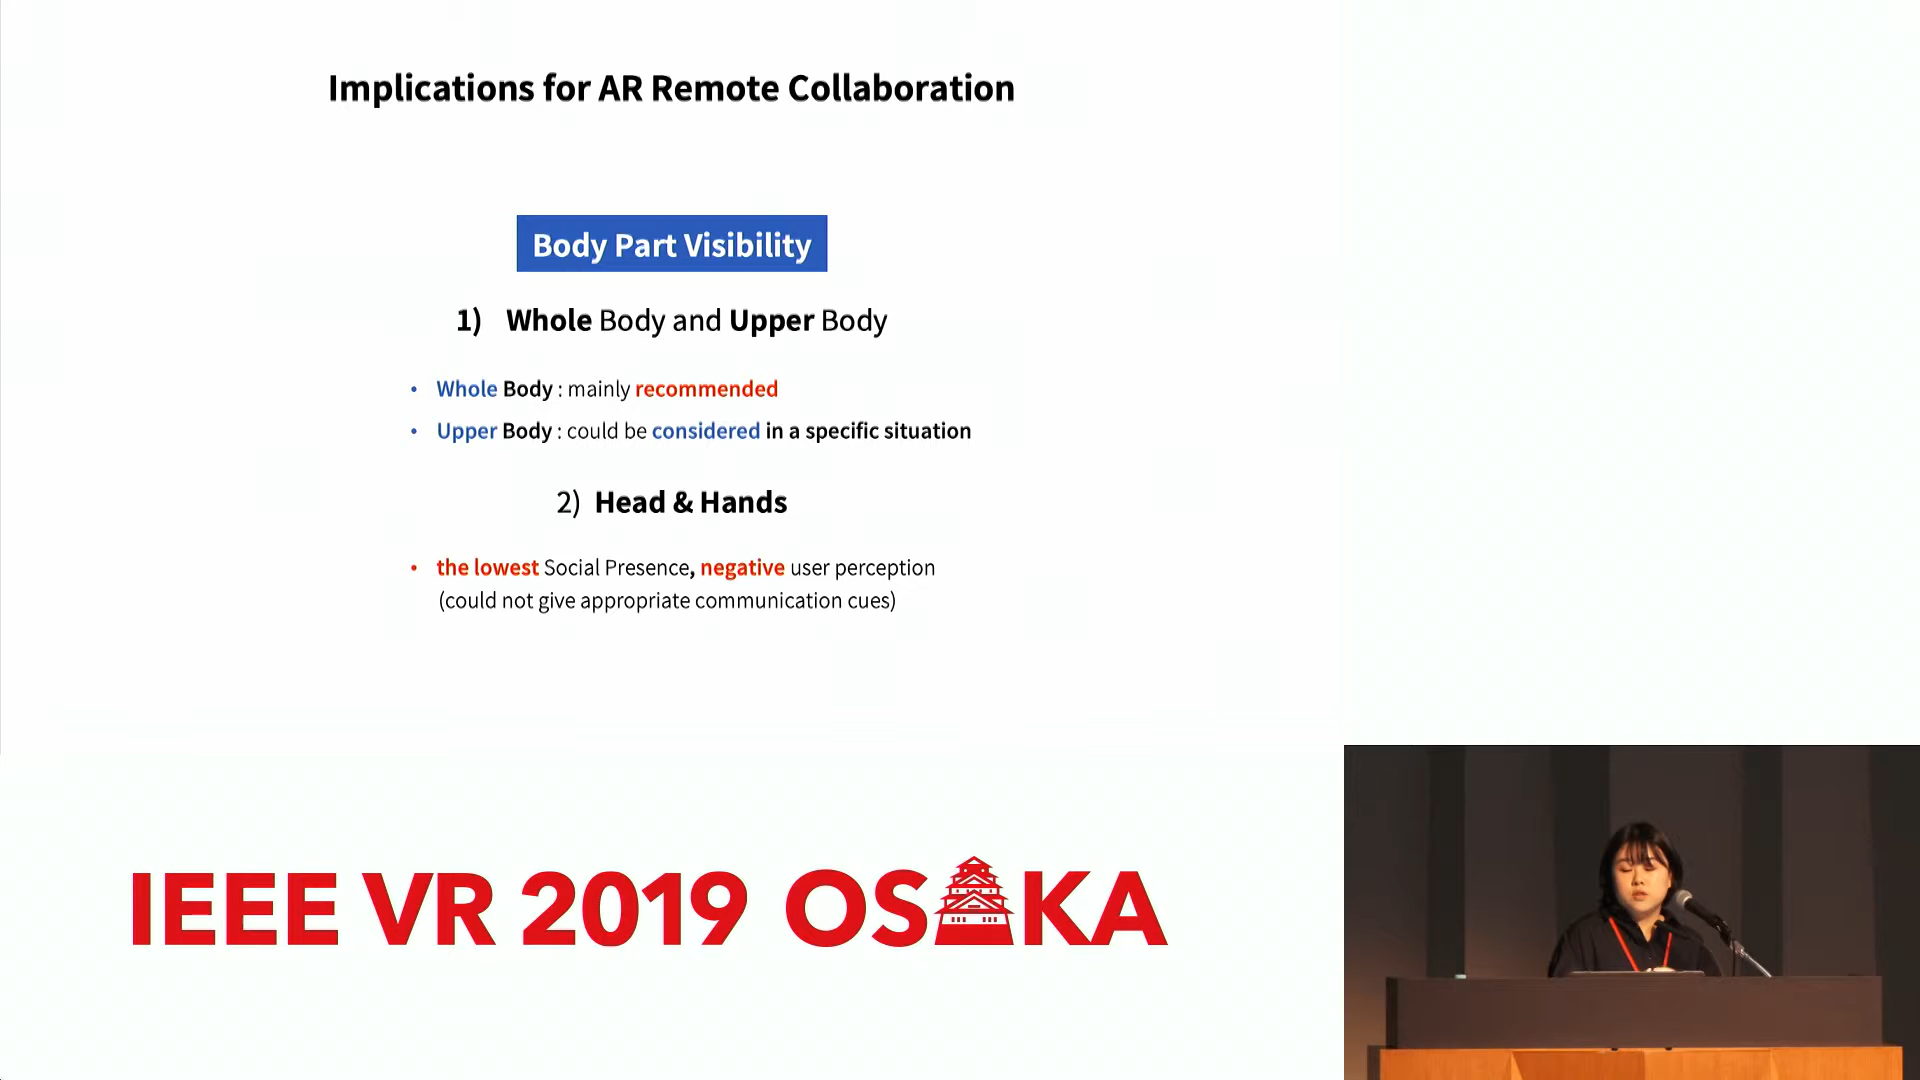 Implications for AR Remote Collaboration
Body Part Visibility
1) Whole Body and Upper Body
• Whole Body : mainly recommended
• Upper Body : could be considered in a specific situation
2) Head & Hands
• the lowest Social Presence, negative user perception
(could not give appropriate communication cues)
IEEE VR 2019 OSAKA